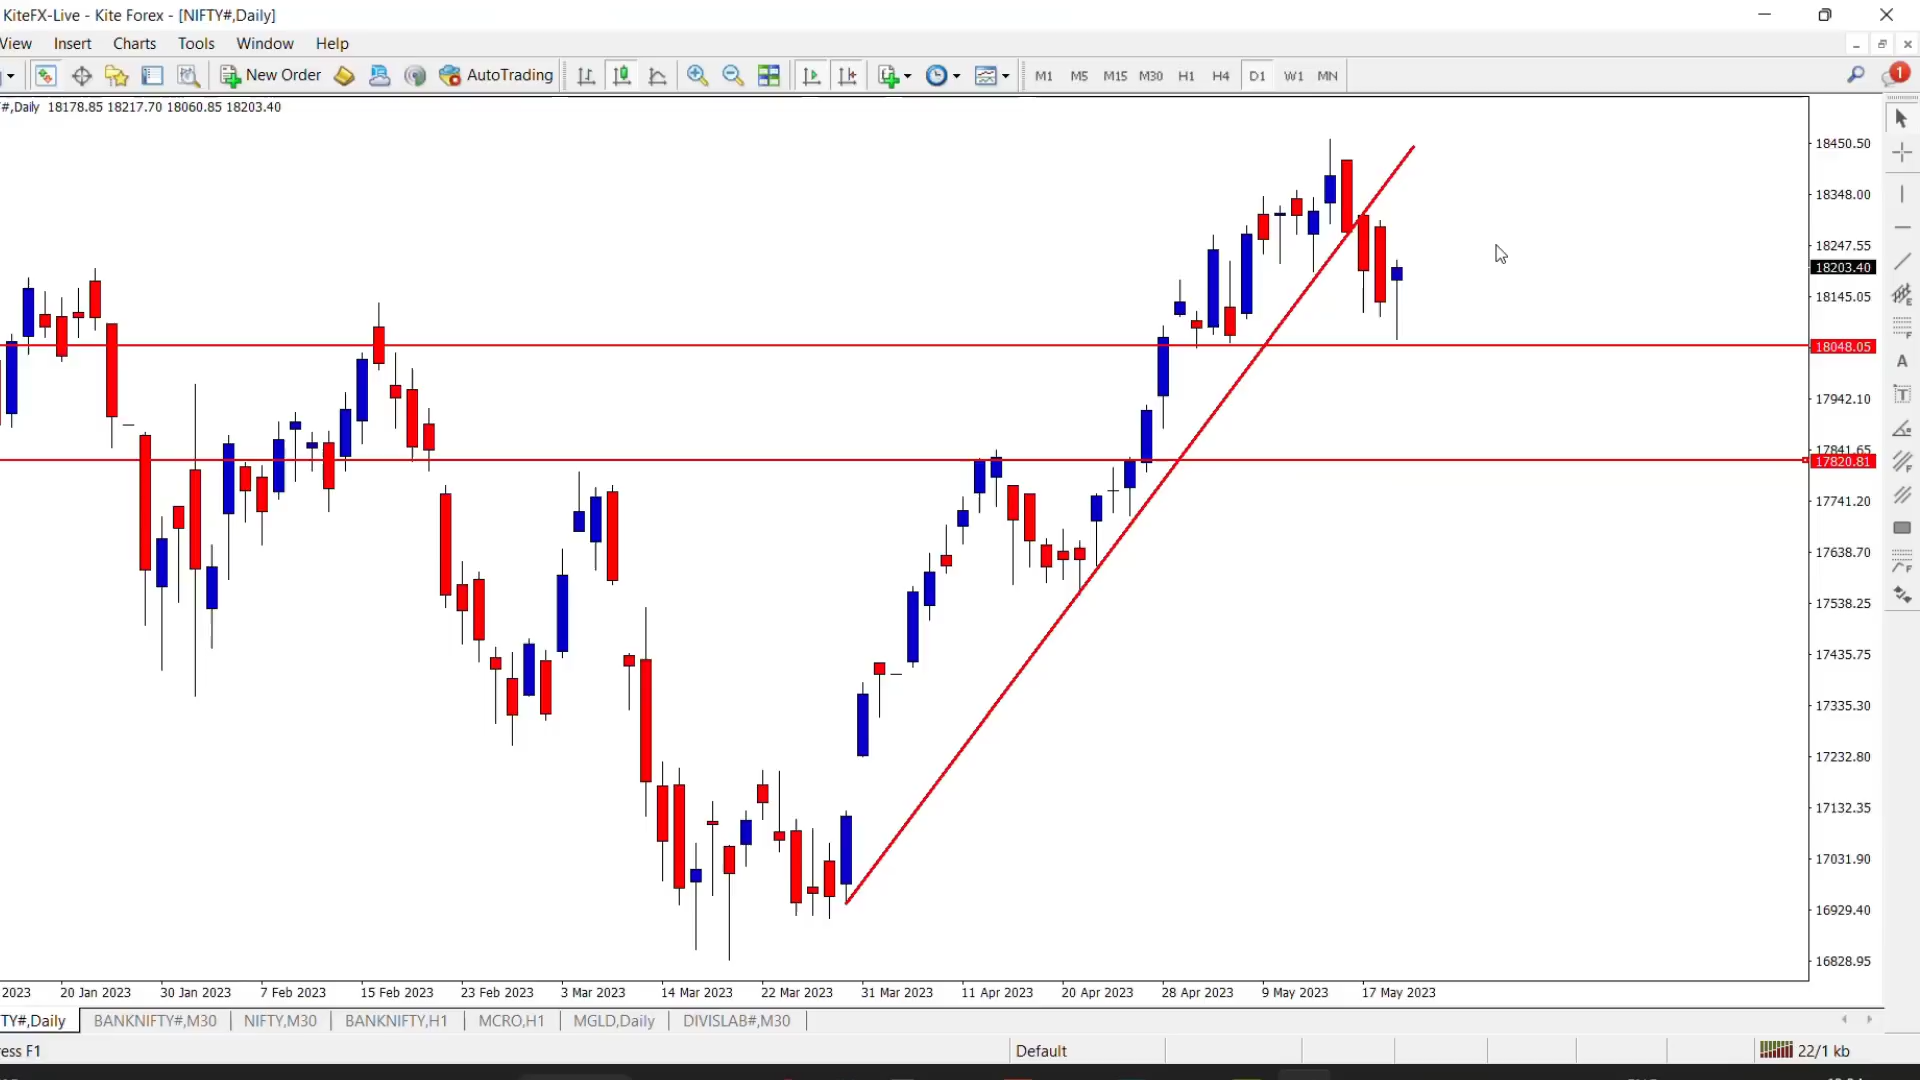 KiteFX-Live - Kite Forex - [NIFTY#,Daily]
View Insert Charts Tools Window Help
New Order AutoTrading M1 M5 M15 M30 H1 H4 D1 W1 MN 1
#,Daily 18178.85 18217.70 18060.85 18203.40
18450.50
18348.00
18247.55
18203.40
18145.05
18048.05
17942.10
17841.65
17820.81
17741.20
17638.70
17538.25
17435.75
17335.30
17232.80
17132.35
17031.90
16929.40
16828.95
2023 20 Jan 2023 30 Jan 2023 7 Feb 2023 15 Feb 2023 23 Feb 2023 3 Mar 2023 14 Mar 2023 22 Mar 2023 31 Mar 2023 11 Apr 2023 20 Apr 2023 28 Apr 2023 9 May 2023 17 May 2023
TY#,Daily BANKNIFTY#,M30 NIFTY,M30 BANKNIFTY,H1 MCRO,H1 MGLD,Daily DIVISLAB#,M30
ess F1 Default 22/1 kb